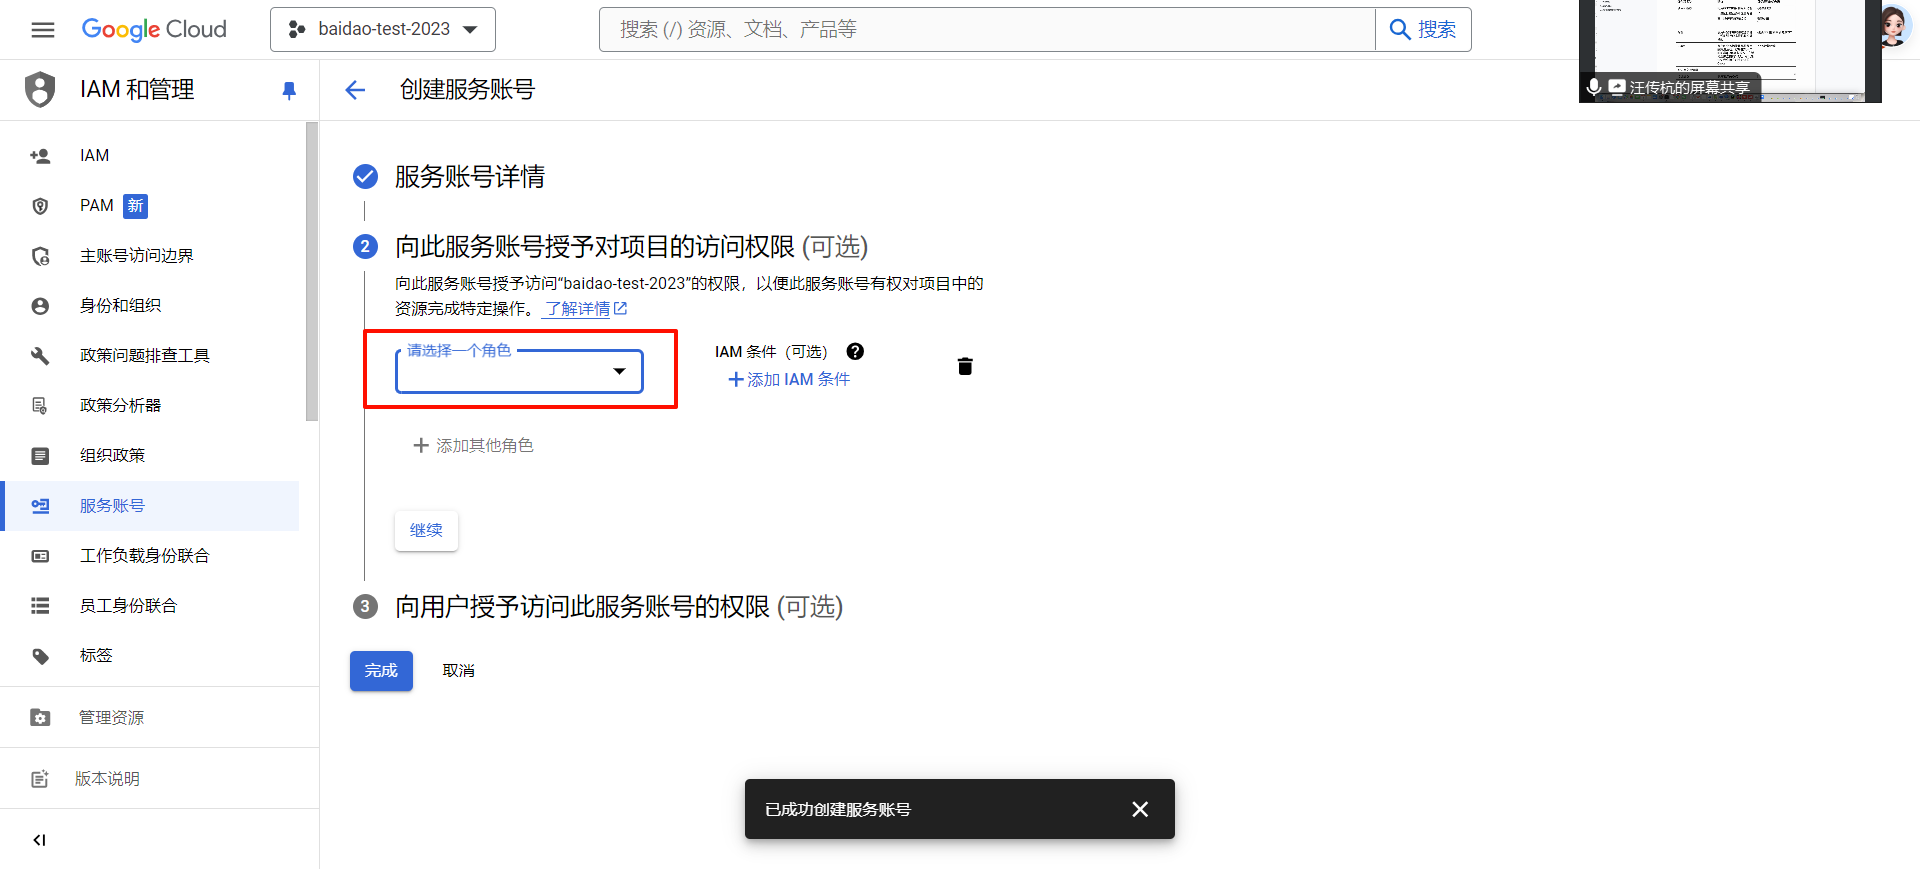 Google Cloud
baidao-test-2023
搜索 (/) 资源、文档、产品等
搜索
汪传杭的屏幕共享
IAM 和管理
创建服务账号
IAM
PAM 新
主账号访问边界
身份和组织
政策问题排查工具
政策分析器
组织政策
服务账号
工作负载身份联合
员工身份联合
标签
管理资源
版本说明
服务账号详情
2 向此服务账号授予对项目的访问权限 (可选)
向此服务账号授予访问“baidao-test-2023”的权限，以便此服务账号有权对项目中的
资源完成特定操作。 了解详情
请选择一个角色
IAM 条件（可选）
添加 IAM 条件
添加其他角色
继续
3 向用户授予访问此服务账号的权限 (可选)
完成
取消
已成功创建服务账号